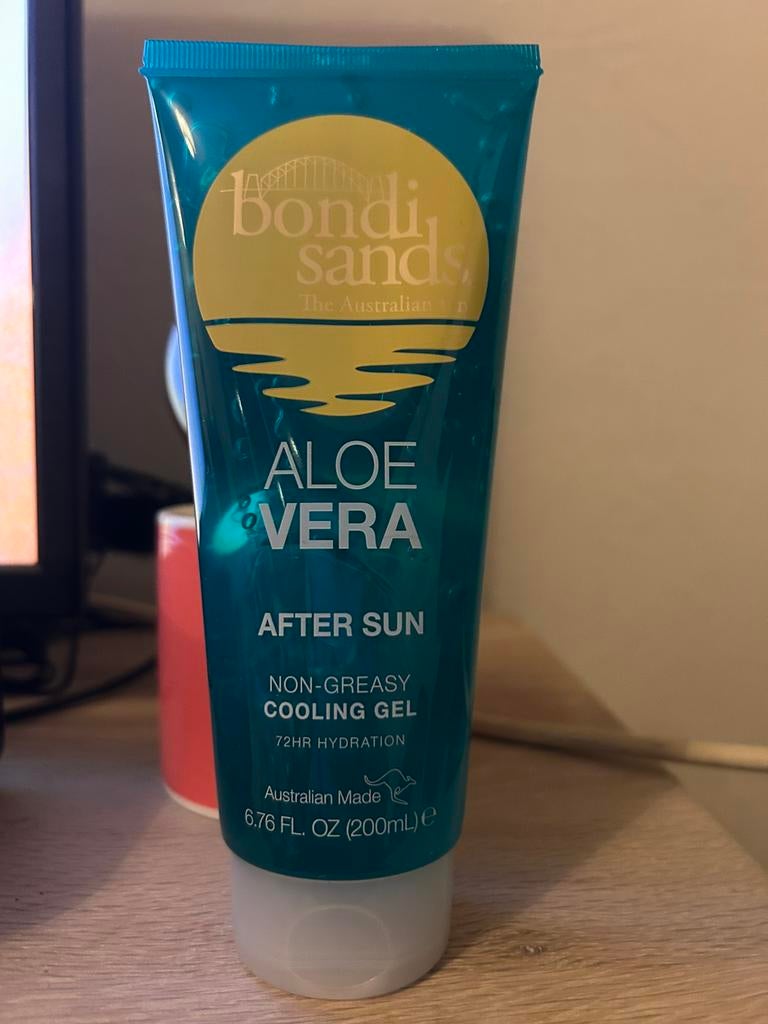 bondi
sands
The Australian
ALOE
VERA
AFTER SUN
NON-GREASY
COOLING GEL
72HR HYDRATION
Australian Made
6.76 FL. OZ (200mL) ℮